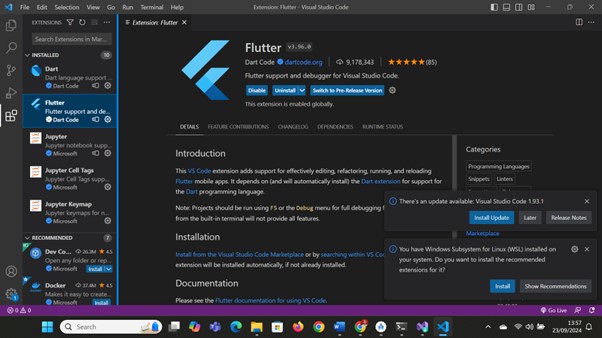 File Edit Selection View Go Run Terminal Help
Extension: Flutter - Visual Studio Code
EXTENSIONS
Search Extensions in Mar...
INSTALLED 10
Dart
Dart language support ...
Dart Code
Flutter
Flutter support and de...
Dart Code
Jupyter
Jupyter notebook supp...
Microsoft
Jupyter Cell Tags
Jupyter Cell Tags supp...
Microsoft
Jupyter Keymap
Jupyter keymaps for n...
Microsoft
RECOMMENDED 7
Dev Co... 26.3M 4.5
Open any folder or rep...
Microsoft Install
Docker 37.4M 4.5
Makes it easy to create...
Microsoft Install
Extension: Flutter
Flutter v3.96.0
Dart Code dartcode.org 9,178,343 (85)
Flutter support and debugger for Visual Studio Code.
Disable Uninstall Switch to Pre-Release Version
This extension is enabled globally.
DETAILS FEATURE CONTRIBUTIONS CHANGELOG DEPENDENCIES RUNTIME STATUS
Introduction
This VS Code extension adds support for effectively editing, refactoring, running, and reloading
Flutter mobile apps. It depends on (and will automatically install) the Dart extension for support for
the Dart programming language.
Note: Projects should be run using F5 or the Debug menu for full debugging f
from the built-in terminal will not provide all features.
Installation
Install from the Visual Studio Code Marketplace or by searching within VS Co
extension will be installed automatically, if not already installed.
Documentation
Please see the Flutter documentation for using VS Code.
Categories
Programming Languages
Snippets Linters
Marketplace
There's an update available: Visual Studio Code 1.93.1
Install Update Later Release Notes
You have Windows Subsystem for Linux (WSL) installed on
your system. Do you want to install the recommended
extensions for it?
Install Show Recommendations
0 0
Go Live
Search
13:57
23/09/2024